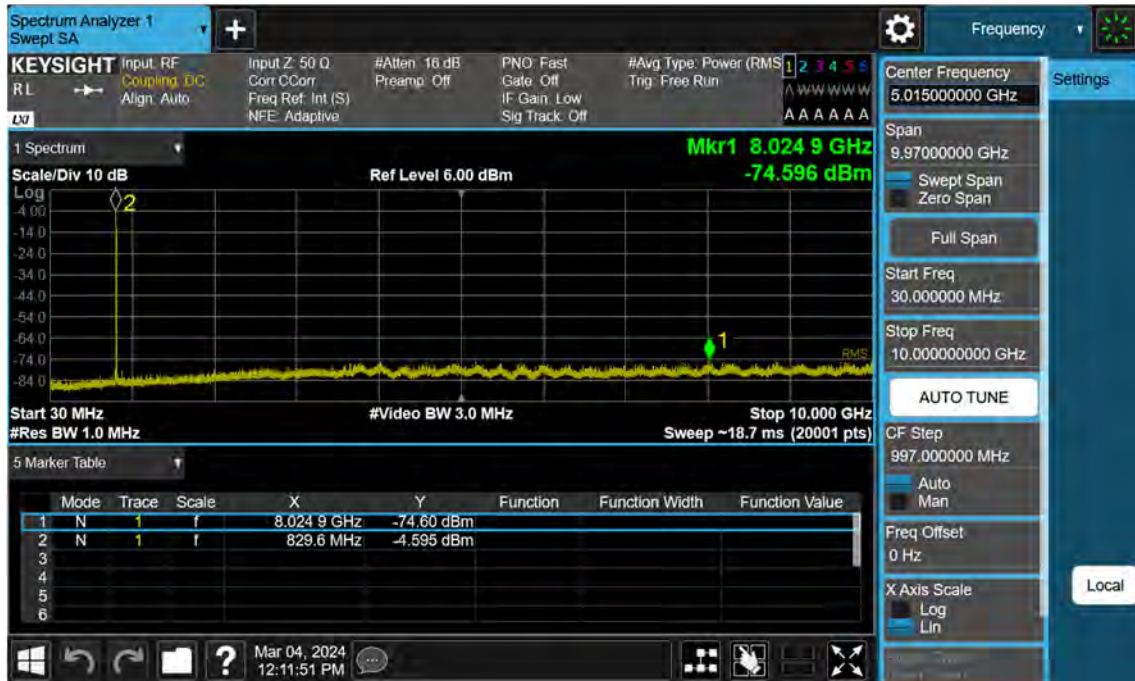 Spectrum Analyzer 1
Swept SA
Frequency
KEYSIGHT
RL
LXI
Input: RF
Coupling: DC
Align: Auto
Input Z: 50 Ω
Corr CCorr
Freq Ref: Int (S)
NFE: Adaptive
#Atten: 16 dB
Preamp: Off
PNO: Fast
Gate: Off
IF Gain: Low
Sig Track: Off
#Avg Type: Power (RMS
Trig: Free Run
1 2 3 4 5 6
A W W W W W
A A A A A A
1 Spectrum
Scale/Div 10 dB
Ref Level 6.00 dBm
Mkr1 8.024 9 GHz
-74.596 dBm
Log
-4.00
-14.0
-24.0
-34.0
-44.0
-54.0
-64.0
-74.0
-84.0
2
1
RMS
Start 30 MHz
#Video BW 3.0 MHz
Stop 10.000 GHz
#Res BW 1.0 MHz
Sweep ~18.7 ms (20001 pts)
5 Marker Table
Mode Trace Scale X Y Function Function Width Function Value
1 N 1 f 8.024 9 GHz -74.60 dBm
2 N 1 f 829.6 MHz -4.595 dBm
3
4
5
6
Mar 04, 2024
12:11:51 PM
Center Frequency
5.015000000 GHz
Span
9.97000000 GHz
Swept Span
Zero Span
Full Span
Start Freq
30.000000 MHz
Stop Freq
10.000000000 GHz
AUTO TUNE
CF Step
997.000000 MHz
Auto
Man
Freq Offset
0 Hz
X Axis Scale
Log
Lin
Settings
Local